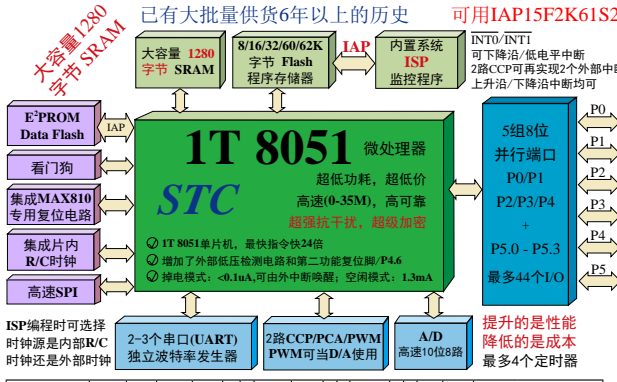 已有大批量供货6年以上的历史
可用IAP15F2K61S2
大容量1280
字节 SRAM
大容量 1280
字节 SRAM
8/16/32/60/62K
字节 Flash
程序存储器
IAP
内置系统
ISP
监控程序
INT0/INT1
可下降沿/低电平中断
2路CCP可再实现2个外部中
上升沿/下降沿中断均可
E²PROM
Data Flash
IAP
看门狗
集成MAX810
专用复位电路
集成片内
R/C时钟
高速SPI
1T 8051 微处理器
STC
超低功耗，超低价
高速(0-35M)，高可靠
超强抗干扰，超级加密
1T 8051单片机，最快指令快24倍
增加了外部低压检测电路和第二功能复位脚/P4.6
掉电模式：<0.1uA,可由外中断唤醒；空闲模式：1.3mA
5组8位
并行端口
P0/P1
P2/P3/P4
+
P5.0 - P5.3
最多44个I/O
P0
P1
P2
P3
P4
P5
ISP编程时可选择
时钟源是内部R/C
时钟还是外部时钟
2-3个串口(UART)
独立波特率发生器
2路CCP/PCA/PWM
PWM可当D/A使用
A/D
高速10位8路
提升的是性能
降低的是成本
最多4个定时器